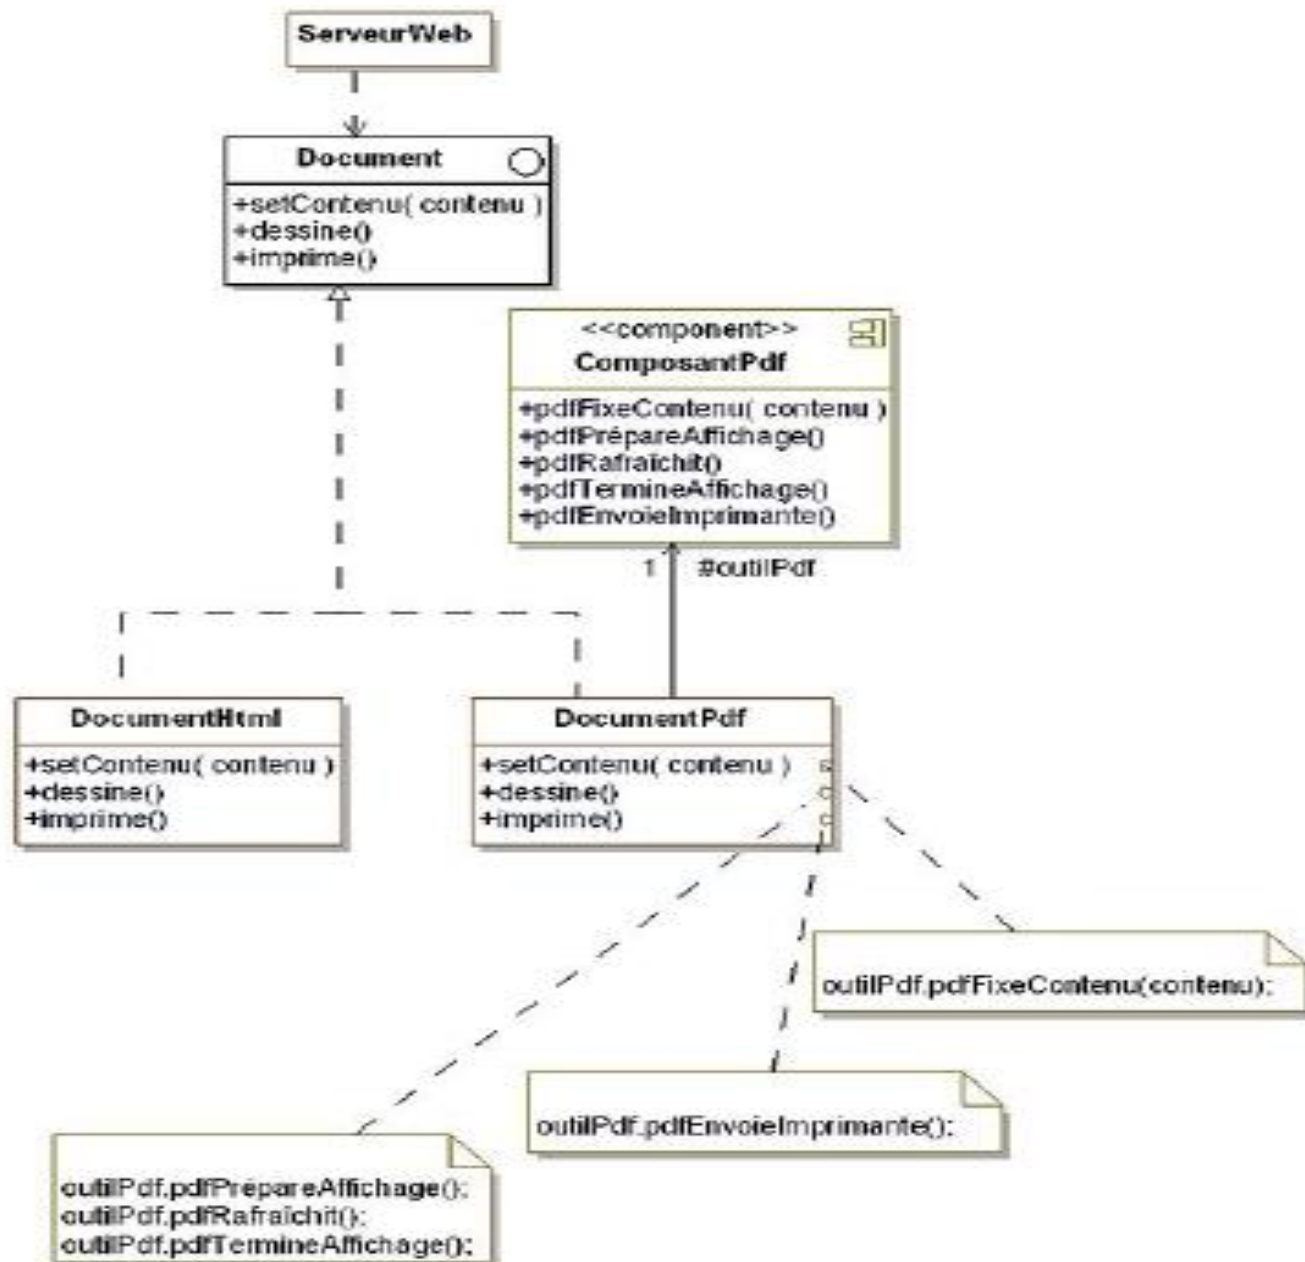 ServeurWeb
Document
+setContenu( contenu )
+dessine()
+imprime()
<<component>>
ComposantPdf
+pdfFixeContenu( contenu )
+pdfPrépareAffichage()
+pdfRafraîchit()
+pdfTermineAffichage()
+pdfEnvoieImprimante()
1 #outilPdf
DocumentHtml
+setContenu( contenu )
+dessine()
+imprime()
DocumentPdf
+setContenu( contenu )
+dessine()
+imprime()
outilPdf.pdfFixeContenu(contenu);
outilPdf.pdfEnvoieImprimante();
outilPdf.pdfPrépareAffichage();
outilPdf.pdfRafraîchit();
outilPdf.pdfTermineAffichage();